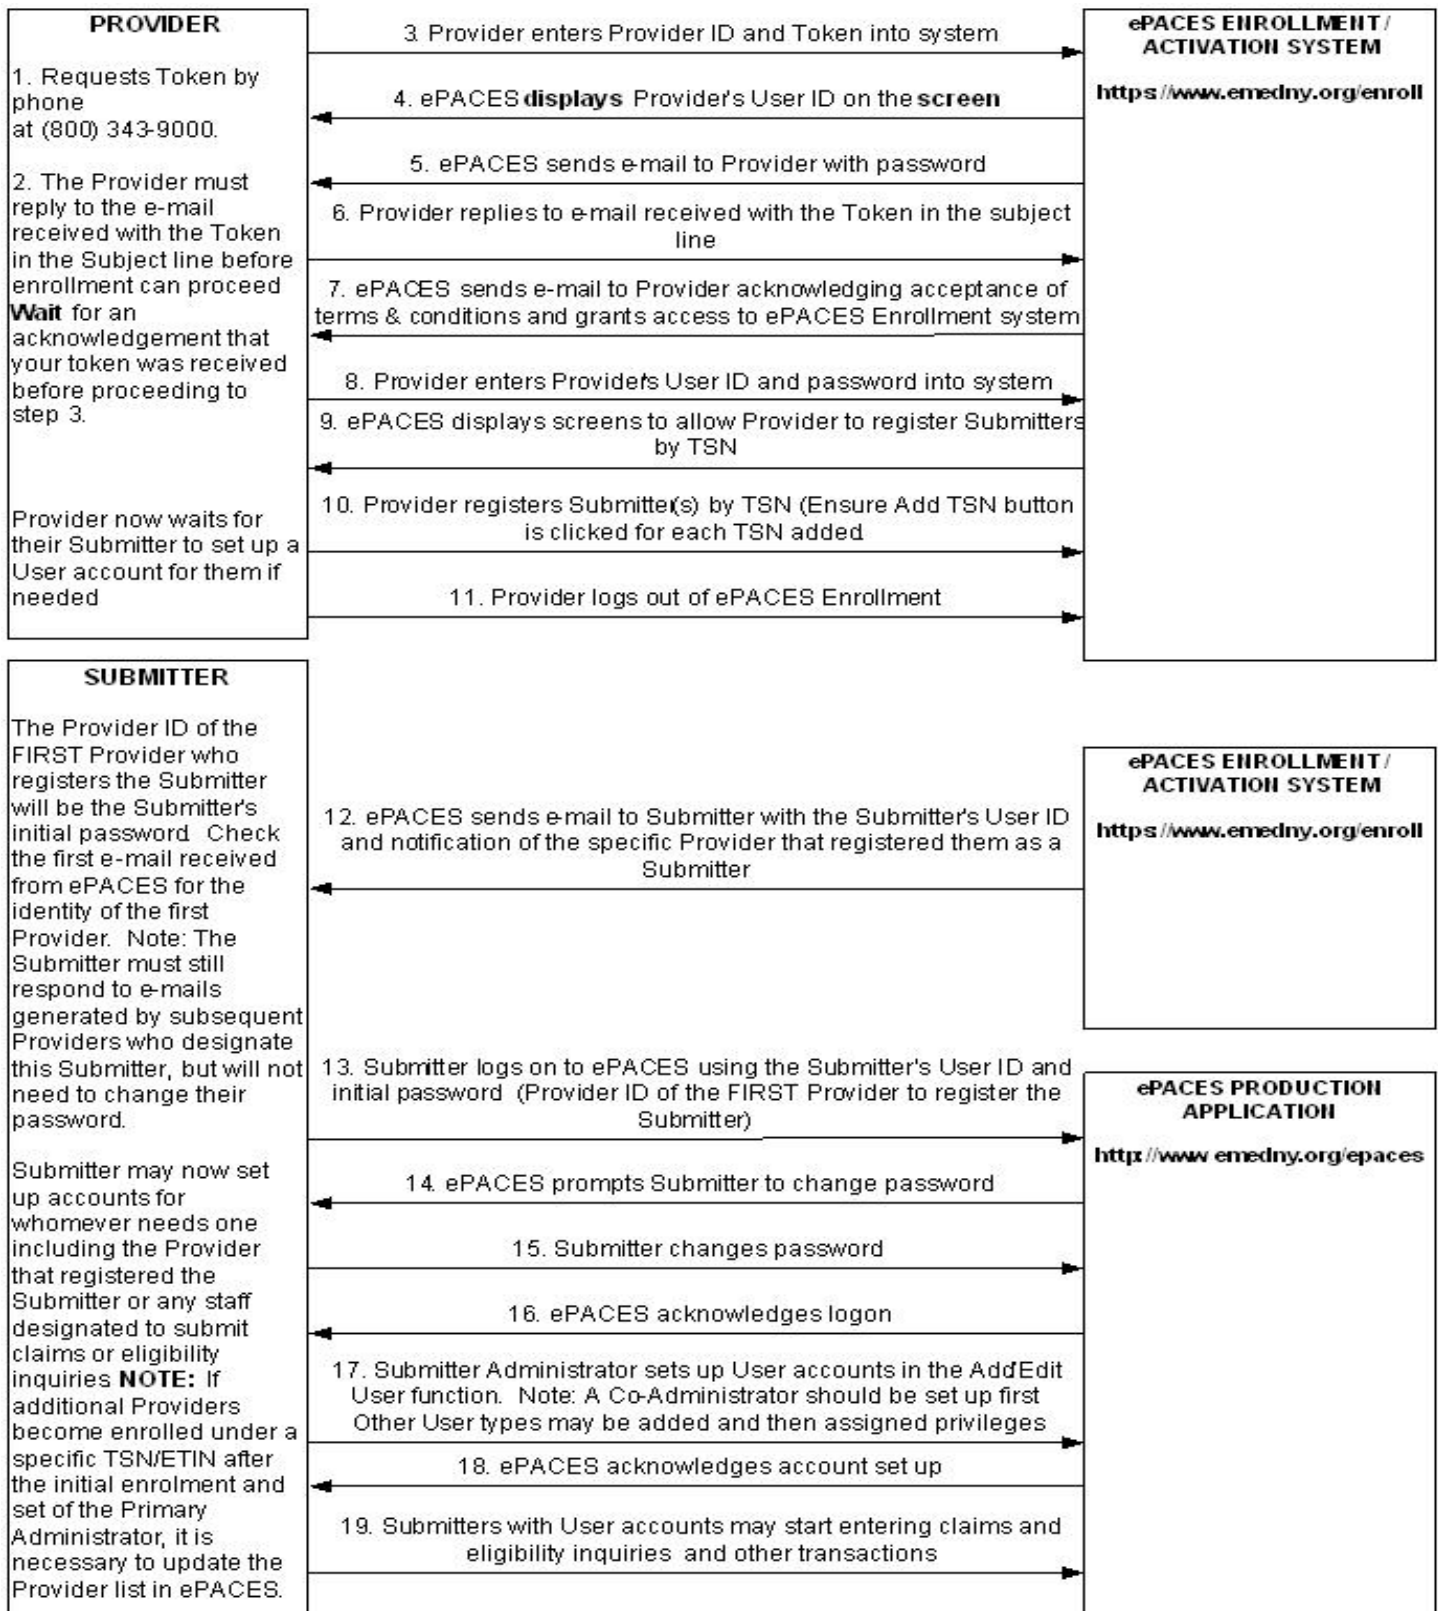 PROVIDER
1. Requests Token by
phone
at (800) 343-9000.
2. The Provider must
reply to the e-mail
received with the Token
in the Subject line before
enrollment can proceed
Wait for an
acknowledgement that
your token was received
before proceeding to
step 3.
Provider now waits for
their Submitter to set up a
User account for them if
needed
3. Provider enters Provider ID and Token into system
4. ePACES displays Provider's User ID on the screen
5. ePACES sends e-mail to Provider with password
6. Provider replies to e-mail received with the Token in the subject
line
7. ePACES sends e-mail to Provider acknowledging acceptance of
terms & conditions and grants access to ePACES Enrollment system
8. Provider enters Provider's User ID and password into system
9. ePACES displays screens to allow Provider to register Submitters
by TSN
10. Provider registers Submitter(s) by TSN (Ensure Add TSN button
is clicked for each TSN added
11. Provider logs out of ePACES Enrollment
ePACES ENROLLMENT /
ACTIVATION SYSTEM
https://www.emedny.org/enroll
SUBMITTER
The Provider ID of the
FIRST Provider who
registers the Submitter
will be the Submitter's
initial password. Check
the first e-mail received
from ePACES for the
identity of the first
Provider. Note: The
Submitter must still
respond to e-mails
generated by subsequent
Providers who designate
this Submitter, but will not
need to change their
password.
Submitter may now set
up accounts for
whomever needs one
including the Provider
that registered the
Submitter or any staff
designated to submit
claims or eligibility
inquiries NOTE: If
additional Providers
become enrolled under a
specific TSN/ETIN after
the initial enrolment and
set of the Primary
Administrator, it is
necessary to update the
Provider list in ePACES.
12. ePACES sends e-mail to Submitter with the Submitter's User ID
and notification of the specific Provider that registered them as a
Submitter
ePACES ENROLLMENT /
ACTIVATION SYSTEM
https://www.emedny.org/enroll
13. Submitter logs on to ePACES using the Submitter's User ID and
initial password (Provider ID of the FIRST Provider to register the
Submitter)
14. ePACES prompts Submitter to change password
15. Submitter changes password
16. ePACES acknowledges logon
17. Submitter Administrator sets up User accounts in the Add/Edit
User function. Note: A Co-Administrator should be set up first
Other User types may be added and then assigned privileges
18. ePACES acknowledges account set up
19. Submitters with User accounts may start entering claims and
eligibility inquiries and other transactions
ePACES PRODUCTION
APPLICATION
http://www emedny.org/epaces